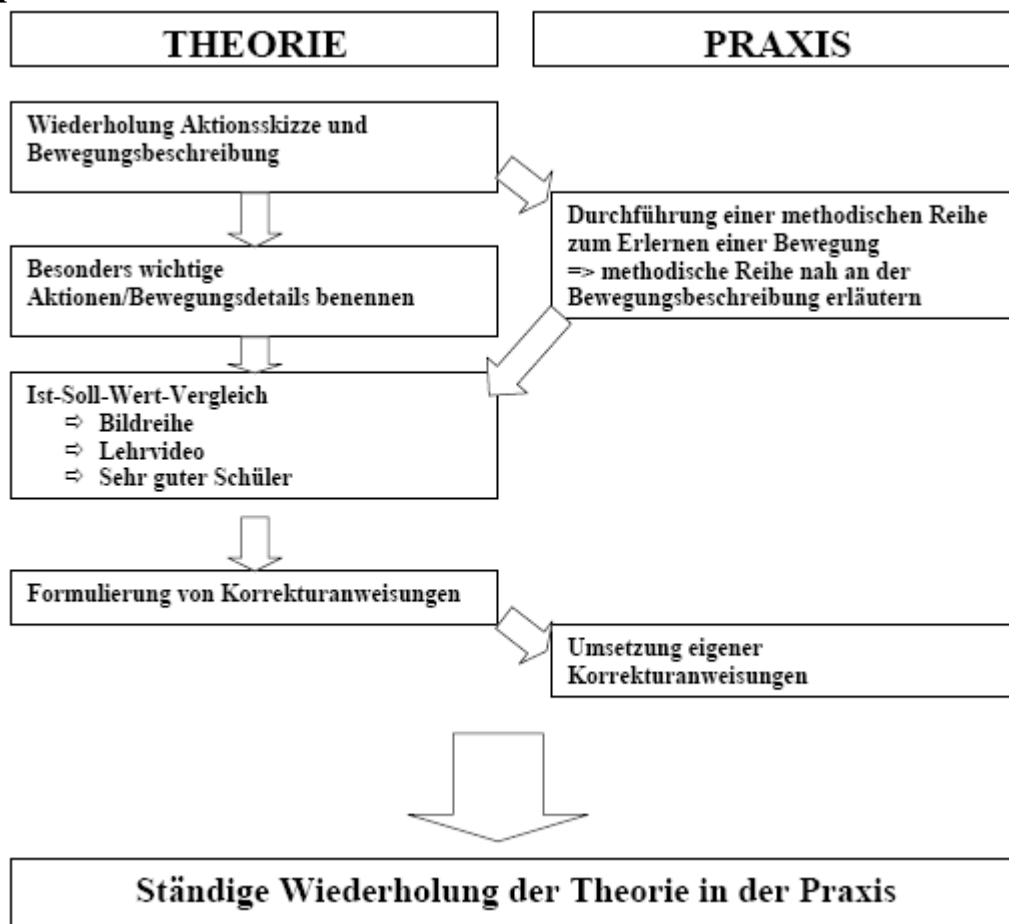 THEORIE
PRAXIS
Wiederholung Aktionsskizze und
Bewegungsbeschreibung
Durchführung einer methodischen Reihe
zum Erlernen einer Bewegung
=> methodische Reihe nah an der
Bewegungsbeschreibung erläutern
Besonders wichtige
Aktionen/Bewegungsdetails benennen
Ist-Soll-Wert-Vergleich
⇨ Bildreihe
⇨ Lehrvideo
⇨ Sehr guter Schüler
Formulierung von Korrekturanweisungen
Umsetzung eigener
Korrekturanweisungen
Ständige Wiederholung der Theorie in der Praxis